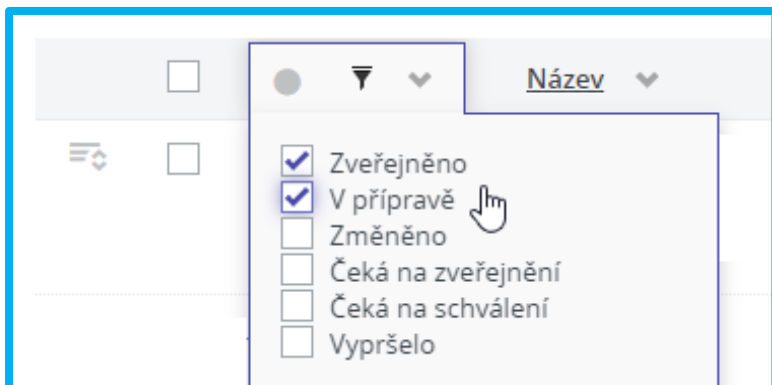 Název
Zveřejněno
V přípravě
Změněno
Čeká na zveřejnění
Čeká na schválení
Vypršelo